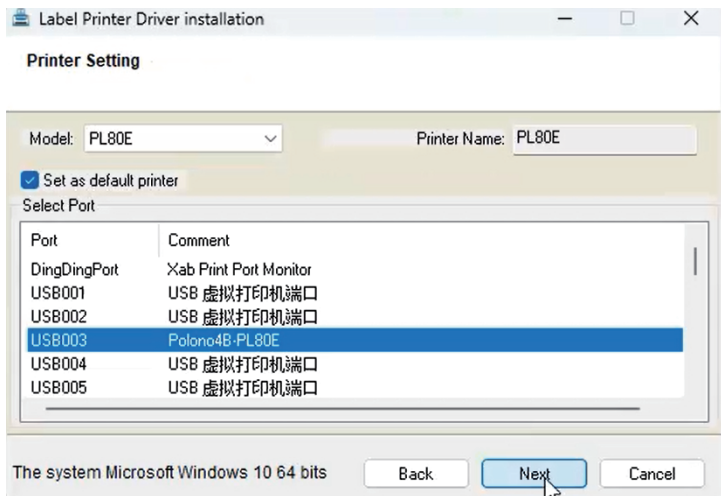 Label Printer Driver installation
Printer Setting
Model: PL80E Printer Name: PL80E
Set as default printer
Select Port
Port Comment
DingDingPort Xab Print Port Monitor
USB001 USB 虚拟打印机端口
USB002 USB 虚拟打印机端口
USB003 Polono4B-PL80E
USB004 USB 虚拟打印机端口
USB005 USB 虚拟打印机端口
The system Microsoft Windows 10 64 bits Back Next Cancel